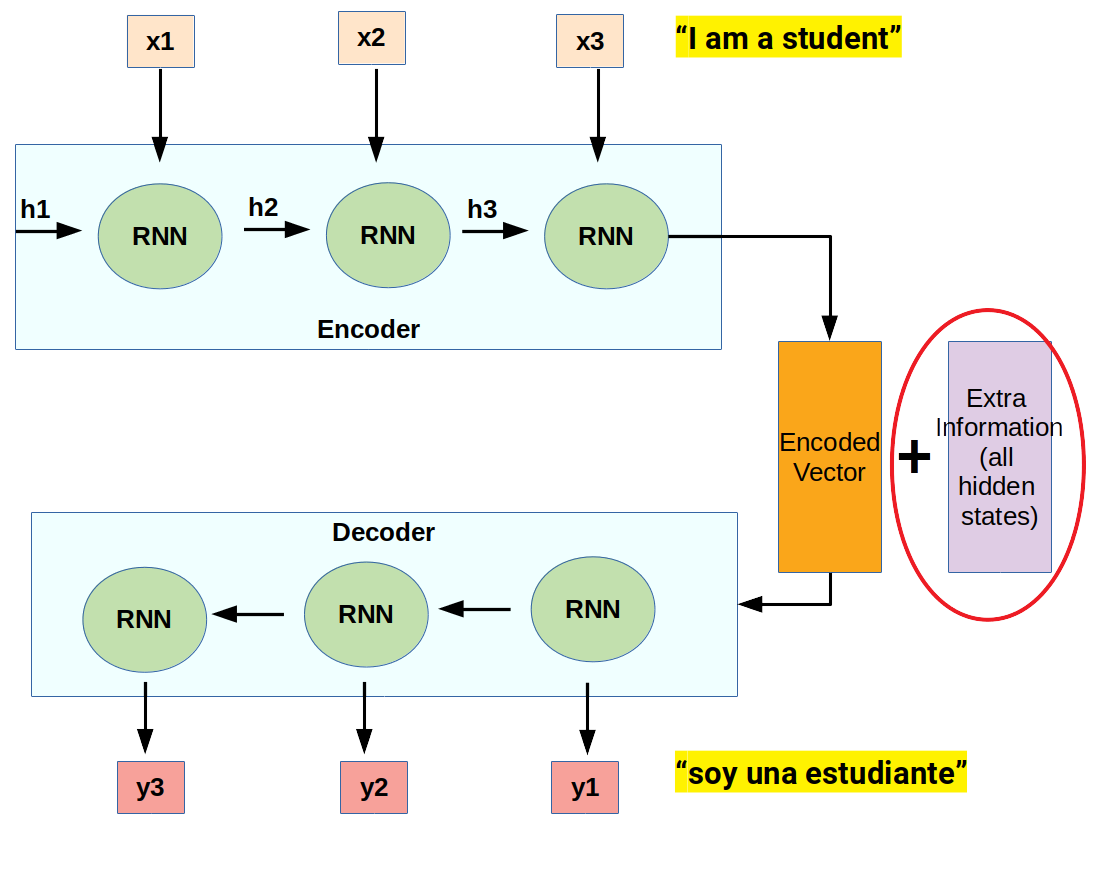 x1
x2
x3
“I am a student”
h1
RNN
h2
RNN
h3
RNN
Encoder
Encoded
Vector
+
Extra
Information
(all
hidden
states)
Decoder
RNN
RNN
RNN
y3
y2
y1
“soy una estudiante”